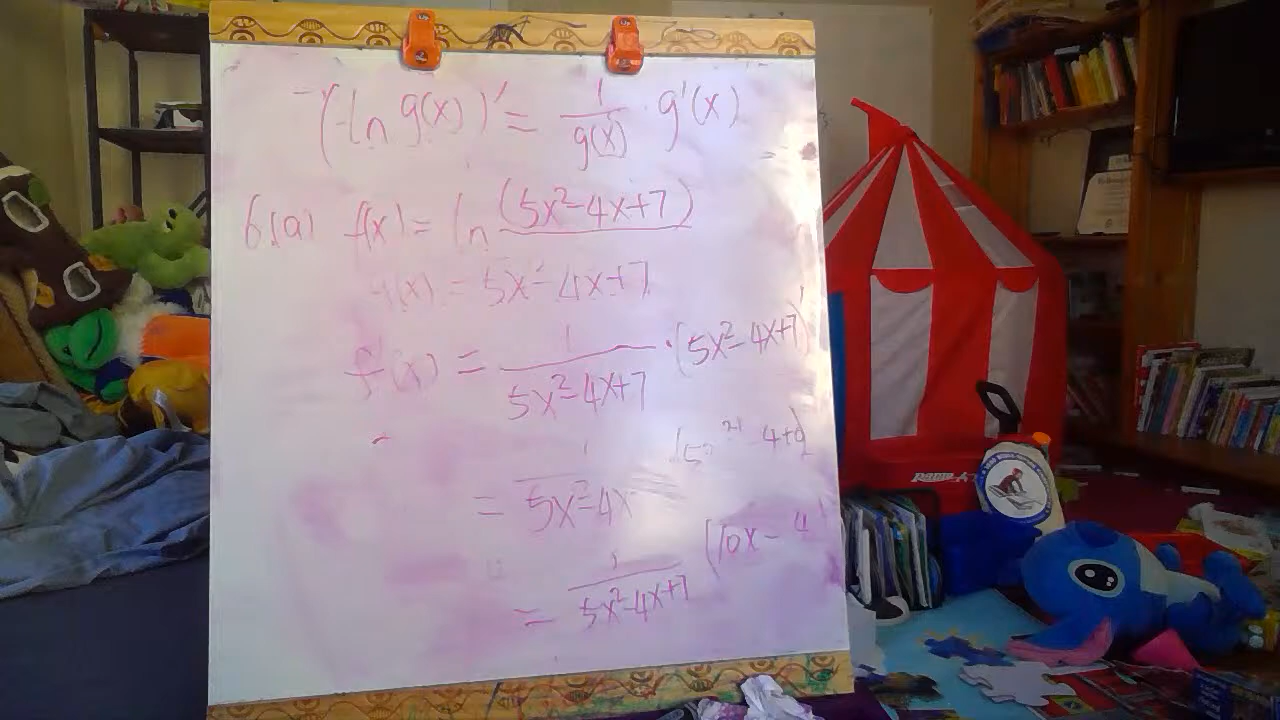 (ln g(x))' = 1/g(x) · g'(x)
6.(a) f(x) = ln (5x²-4x+7)
g(x) = 5x²-4x+7
f'(x) = 1/(5x²-4x+7) · (5x²-4x+7)'
= 1/(5x²-4x
= 1/(5x²-4x+7) (10x-4